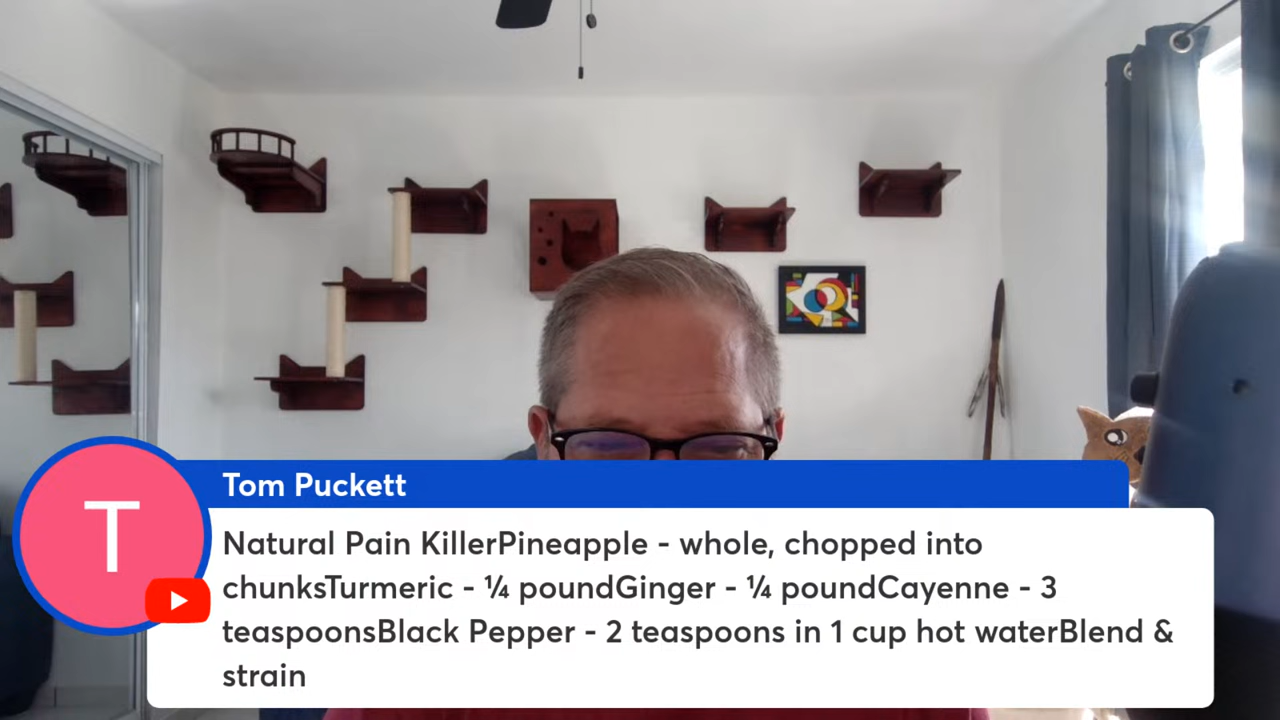 Tom Puckett
T
Natural Pain KillerPineapple - whole, chopped into
chunksTurmeric - ¼ poundGinger - ¼ poundCayenne - 3
teaspoonsBlack Pepper - 2 teaspoons in 1 cup hot waterBlend &
strain